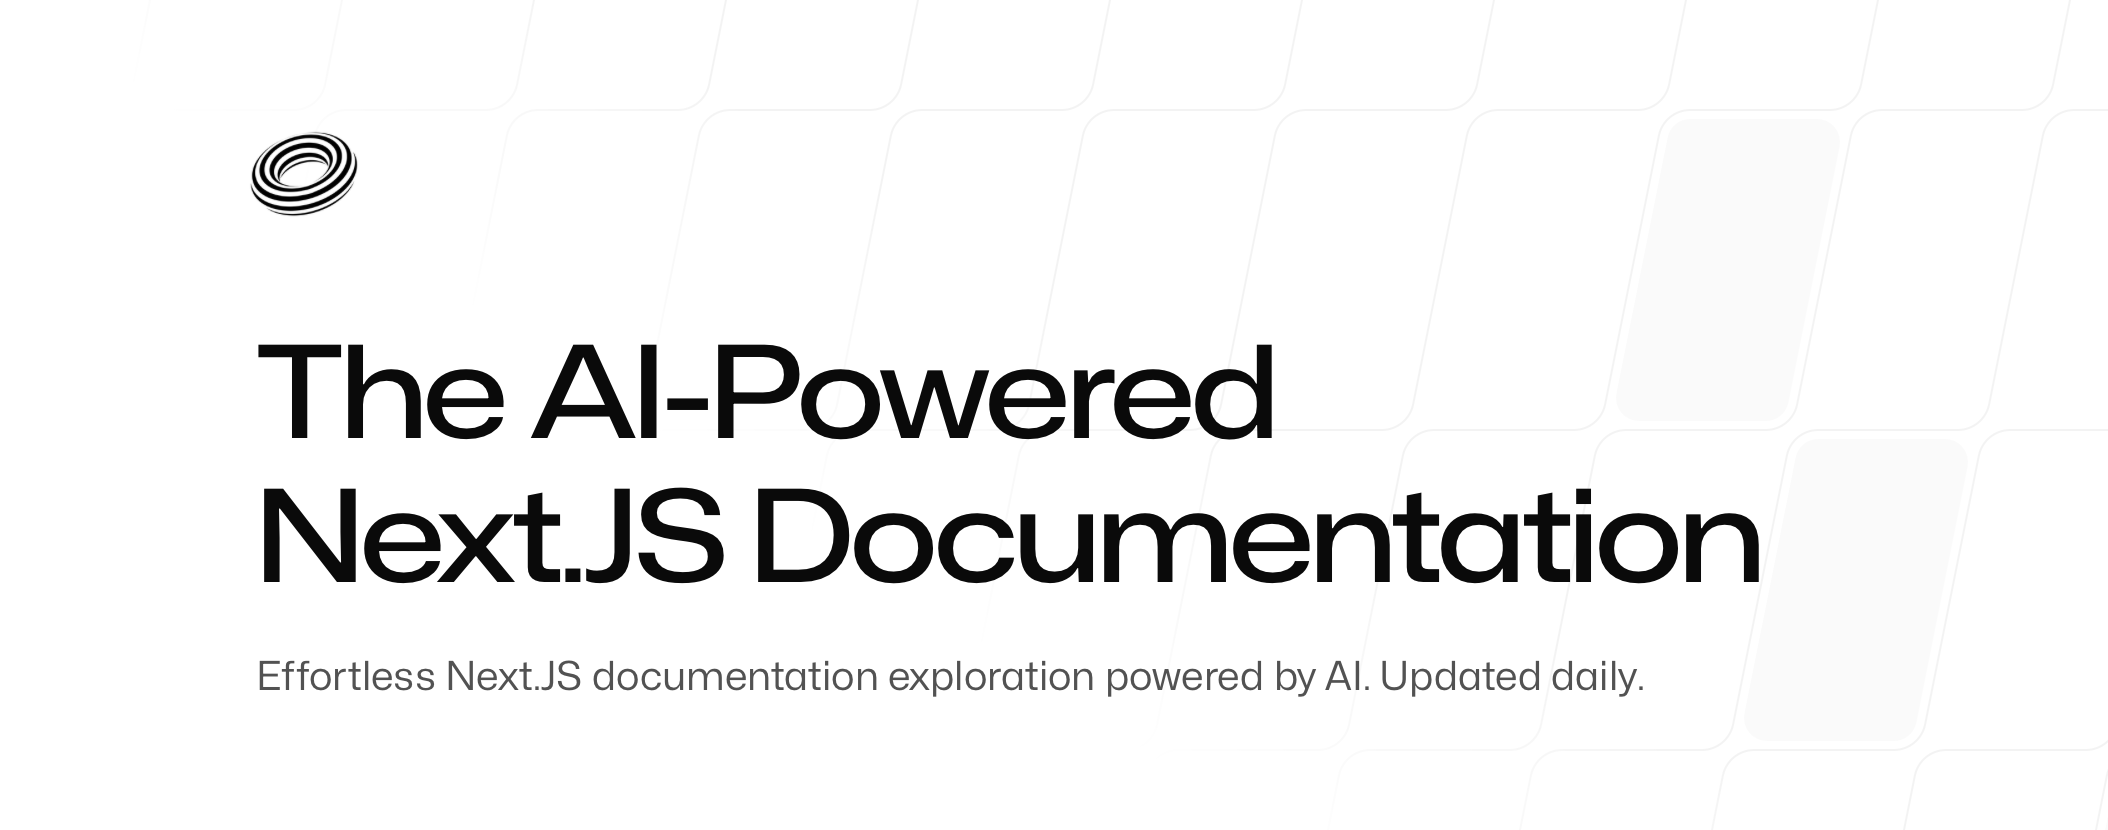 The AI-Powered
Next.JS Documentation
Effortless Next.JS documentation exploration powered by AI. Updated daily.